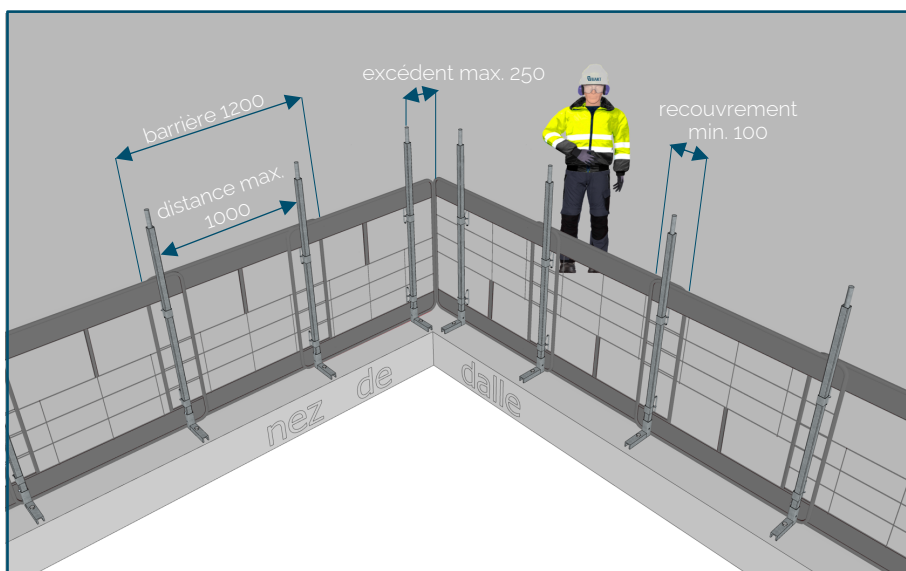 excédent max. 250
barrière 1200
recouvrement
min. 100
distance max.
1000
nez de dalle